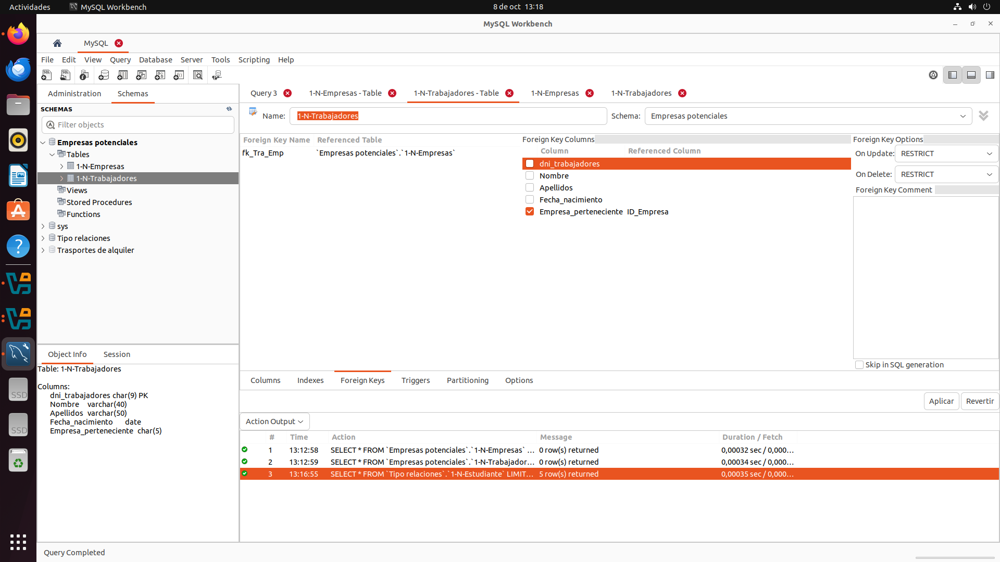 Actividades
MySQL Workbench
8 de oct 13:18
MySQL Workbench
MySQL
File Edit View Query Database Server Tools Scripting Help
Administration Schemas
Query 3
1-N-Empresas - Table
1-N-Trabajadores - Table
1-N-Empresas
1-N-Trabajadores
SCHEMAS
Filter objects
Empresas potenciales
Tables
1-N-Empresas
1-N-Trabajadores
Views
Stored Procedures
Functions
sys
Tipo relaciones
Trasportes de alquiler
Name: 1-N-Trabajadores
Schema: Empresas potenciales
Foreign Key Name Referenced Table
fk_Tra_Emp `Empresas potenciales`.`1-N-Empresas`
Foreign Key Columns
Column Referenced Column
dni_trabajadores
Nombre
Apellidos
Fecha_nacimiento
Empresa_perteneciente ID_Empresa
Foreign Key Options
On Update: RESTRICT
On Delete: RESTRICT
Foreign Key Comment
Skip in SQL generation
Columns Indexes Foreign Keys Triggers Partitioning Options
Aplicar Revertir
Object Info Session
Table: 1-N-Trabajadores
Columns:
dni_trabajadores char(9) PK
Nombre varchar(40)
Apellidos varchar(50)
Fecha_nacimiento date
Empresa_perteneciente char(5)
Action Output
# Time Action Message Duration / Fetch
1 13:12:58 SELECT * FROM `Empresas potenciales`.`1-N-Empresas` … 0 row(s) returned 0,00032 sec / 0,000…
2 13:12:59 SELECT * FROM `Empresas potenciales`.`1-N-Trabajador… 0 row(s) returned 0,00034 sec / 0,000…
3 13:16:55 SELECT * FROM `Tipo relaciones`.`1-N-Estudiante` LIMIT… 5 row(s) returned 0,00035 sec / 0,000…
SSD
SSD
Query Completed